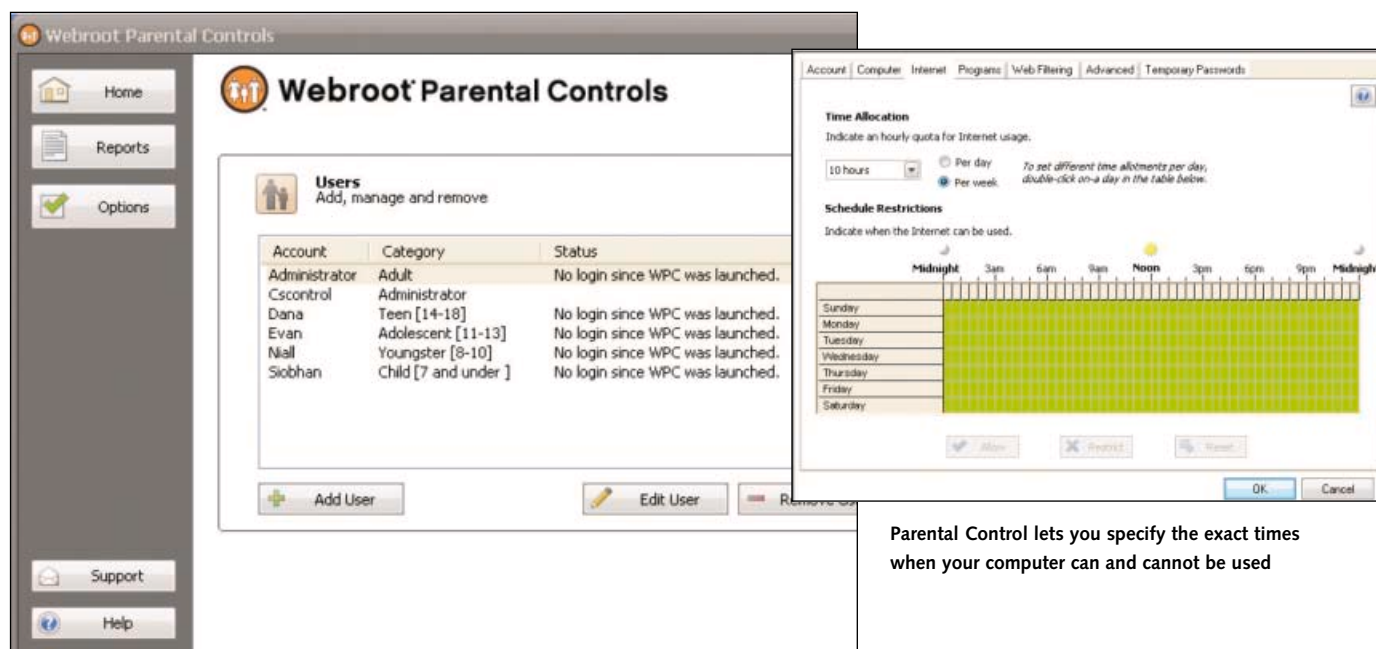 Webroot Parental Controls
Home
Reports
Options
Support
Help
Webroot Parental Controls
Users
Add, manage and remove
Account Category Status
Administrator Adult No login since WPC was launched.
Cscontrol Administrator
Dana Teen [14-18] No login since WPC was launched.
Evan Adolescent [11-13] No login since WPC was launched.
Niall Youngster [8-10] No login since WPC was launched.
Siobhan Child [7 and under ] No login since WPC was launched.
Add User Edit User
Account Computer Internet Programs Web Filtering Advanced Temporary Passwords
Time Allocation
Indicate an hourly quota for Internet usage.
10 hours
Per day
Per week
To set different time allotments per day,
double-click on-a day in the table below.
Schedule Restrictions
Indicate when the Internet can be used.
Midnight 3am 6am 9am Noon 3pm 6pm 9pm Midnigh
Sunday
Monday
Tuesday
Wednesday
Thursday
Friday
Saturday
Allow Restrict Reset
OK Cancel
Parental Control lets you specify the exact times
when your computer can and cannot be used